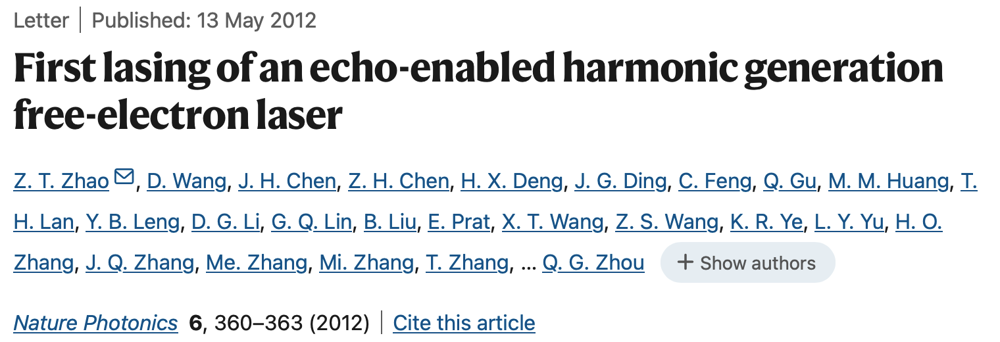 Letter | Published: 13 May 2012
First lasing of an echo-enabled harmonic generation
free-electron laser
Z. T. Zhao, D. Wang, J. H. Chen, Z. H. Chen, H. X. Deng, J. G. Ding, C. Feng, Q. Gu, M. M. Huang, T.
H. Lan, Y. B. Leng, D. G. Li, G. Q. Lin, B. Liu, E. Prat, X. T. Wang, Z. S. Wang, K. R. Ye, L. Y. Yu, H. O.
Zhang, J. Q. Zhang, Me. Zhang, Mi. Zhang, T. Zhang, ... Q. G. Zhou + Show authors
Nature Photonics 6, 360–363 (2012) | Cite this article